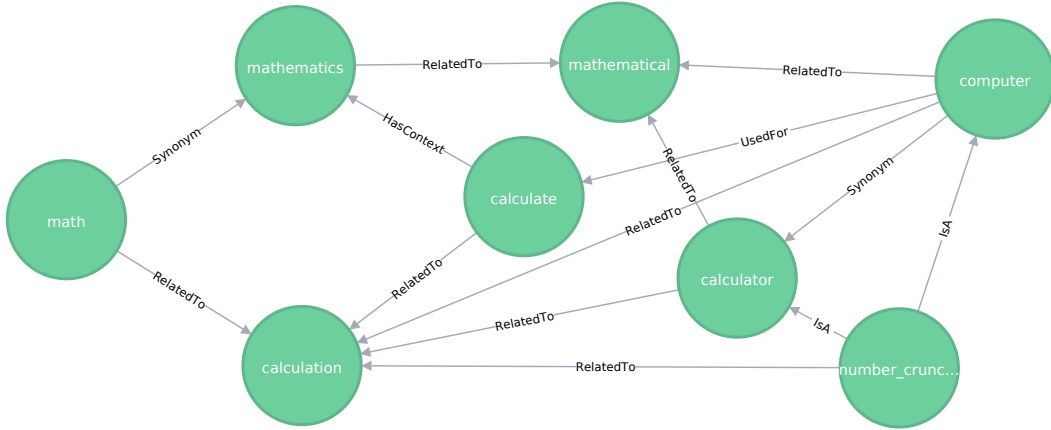 mathematics
RelatedTo
mathematical
RelatedTo
computer
Synonym
HasContext
UsedFor
RelatedTo
Synonym
math
calculate
RelatedTo
IsA
RelatedTo
RelatedTo
calculator
RelatedTo
IsA
calculation
RelatedTo
number_crunc...